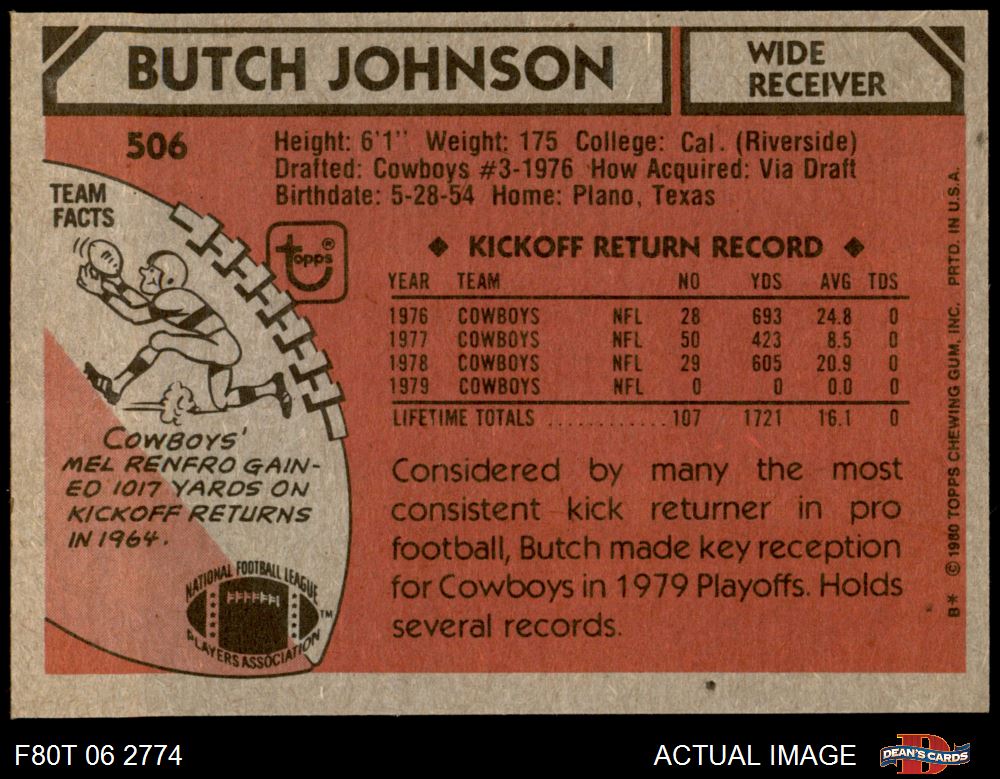 BUTCH JOHNSON
WIDE
RECEIVER
506
Height: 6'1" Weight: 175 College: Cal. (Riverside)
Drafted: Cowboys #3-1976 How Acquired: Via Draft
Birthdate: 5-28-54 Home: Plano, Texas
TEAM
FACTS
topps®
◆ KICKOFF RETURN RECORD ◆
YEAR TEAM NO YDS AVG TDS
1976 COWBOYS NFL 28 693 24.8 0
1977 COWBOYS NFL 50 423 8.5 0
1978 COWBOYS NFL 29 605 20.9 0
1979 COWBOYS NFL 0 0 0.0 0
LIFETIME TOTALS ............ 107 1721 16.1 0
COWBOYS'
MEL RENFRO GAIN-
ED 1017 YARDS ON
KICKOFF RETURNS
IN 1964.
Considered by many the most
consistent kick returner in pro
football, Butch made key reception
for Cowboys in 1979 Playoffs. Holds
several records.
NATIONAL FOOTBALL LEAGUE
PLAYERS ASSOCIATION
TM
B* ©1980 TOPPS CHEWING GUM, INC. PRTD. IN U.S.A.
F80T 06 2774
ACTUAL IMAGE
D
DEAN'S CARDS